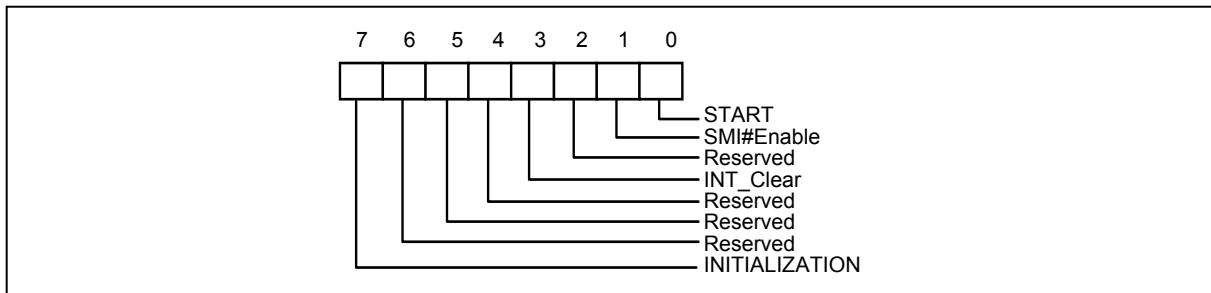 7 6 5 4 3 2 1 0
START
SMI#Enable
Reserved
INT_Clear
Reserved
Reserved
Reserved
INITIALIZATION